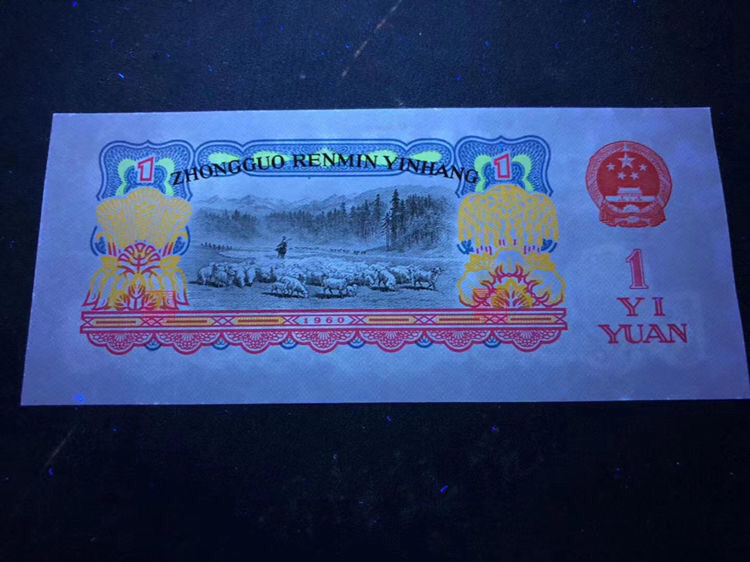 1 1
ZHONGGUO RENMIN YINHANG
1960
1
YI
YUAN